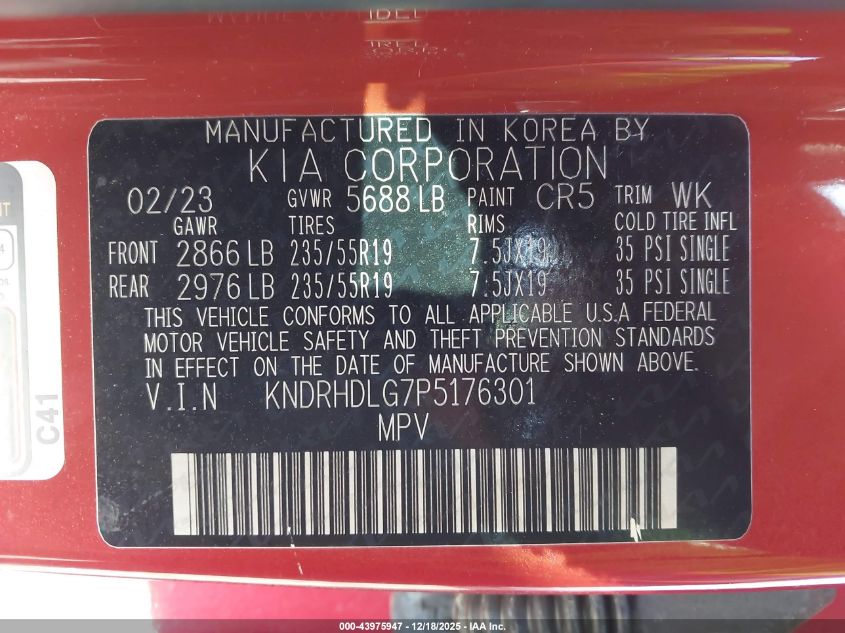 MANUFACTURED IN KOREA BY
KIA CORPORATION
02/23 GVWR 5688 LB PAINT CR5 TRIM WK
GAWR TIRES RIMS COLD TIRE INFL
FRONT 2866 LB 235/55R19 7.5JX19 35 PSI SINGLE
REAR 2976 LB 235/55R19 7.5JX19 35 PSI SINGLE
THIS VEHICLE CONFORMS TO ALL APPLICABLE U.S.A FEDERAL
MOTOR VEHICLE SAFETY AND THEFT PREVENTION STANDARDS
IN EFFECT ON THE DATE OF MANUFACTURE SHOWN ABOVE.
V.I.N KNDRHDLG7P5176301
MPV
C41
000-43975947 • 12/18/2025 • IAA Inc.